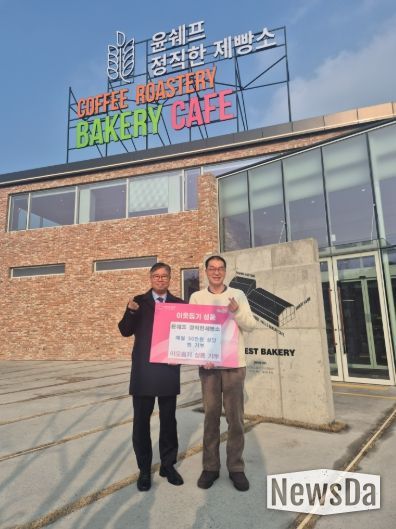 윤쉐프
정직한 제빵소
COFFEE ROASTERY
BAKERY CAFE
이웃돕기 성품
윤쉐프 정직한제빵소
매월 50만원 상당
빵 기부
이웃돕기 성품 기부
EST BAKERY
NewsDa